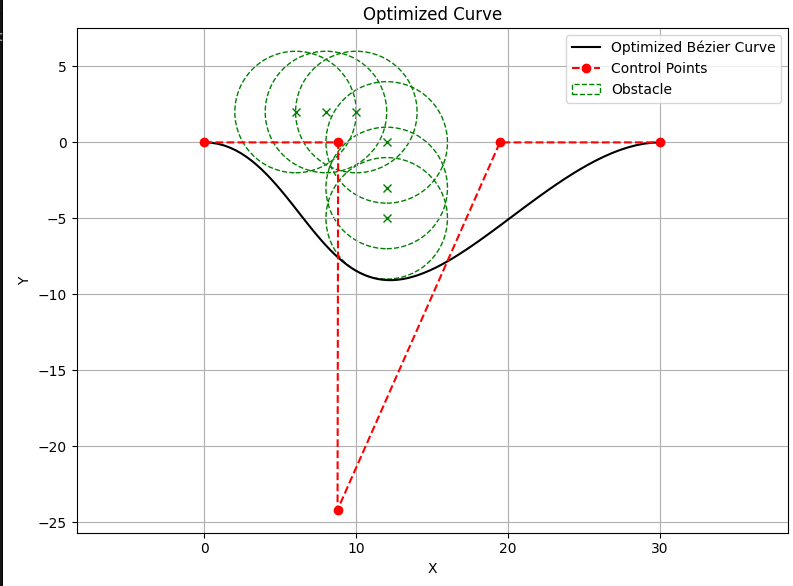 Optimized Curve
Optimized Bézier Curve
Control Points
Obstacle
5
0
−5
−10
−15
−20
−25
Y
0 10 20 30
X